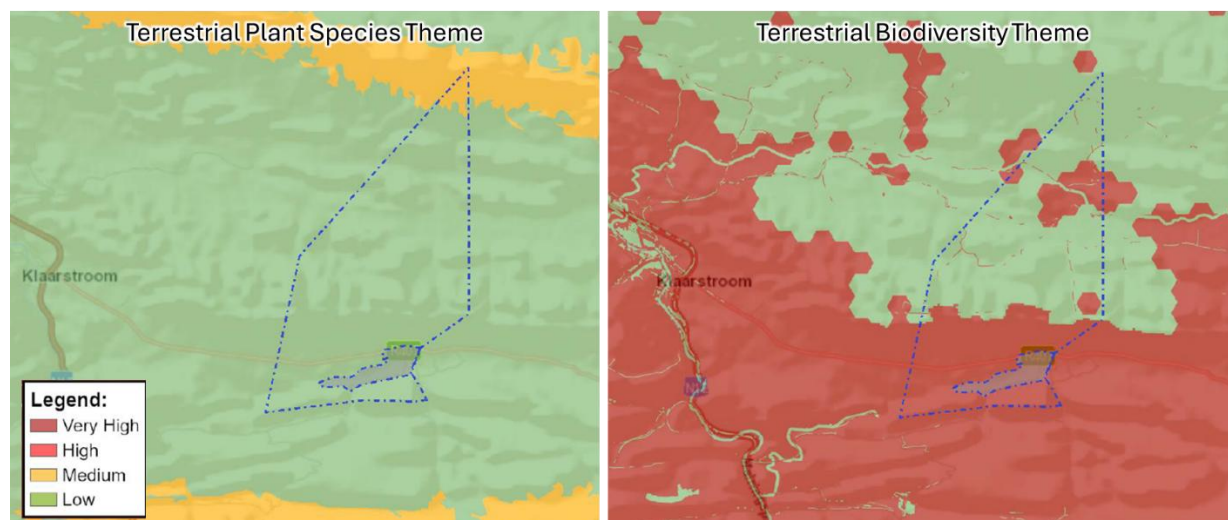 Terrestrial Plant Species Theme
Terrestrial Biodiversity Theme
Klaarstroom
Klaarstroom
Legend:
Very High
High
Medium
Low